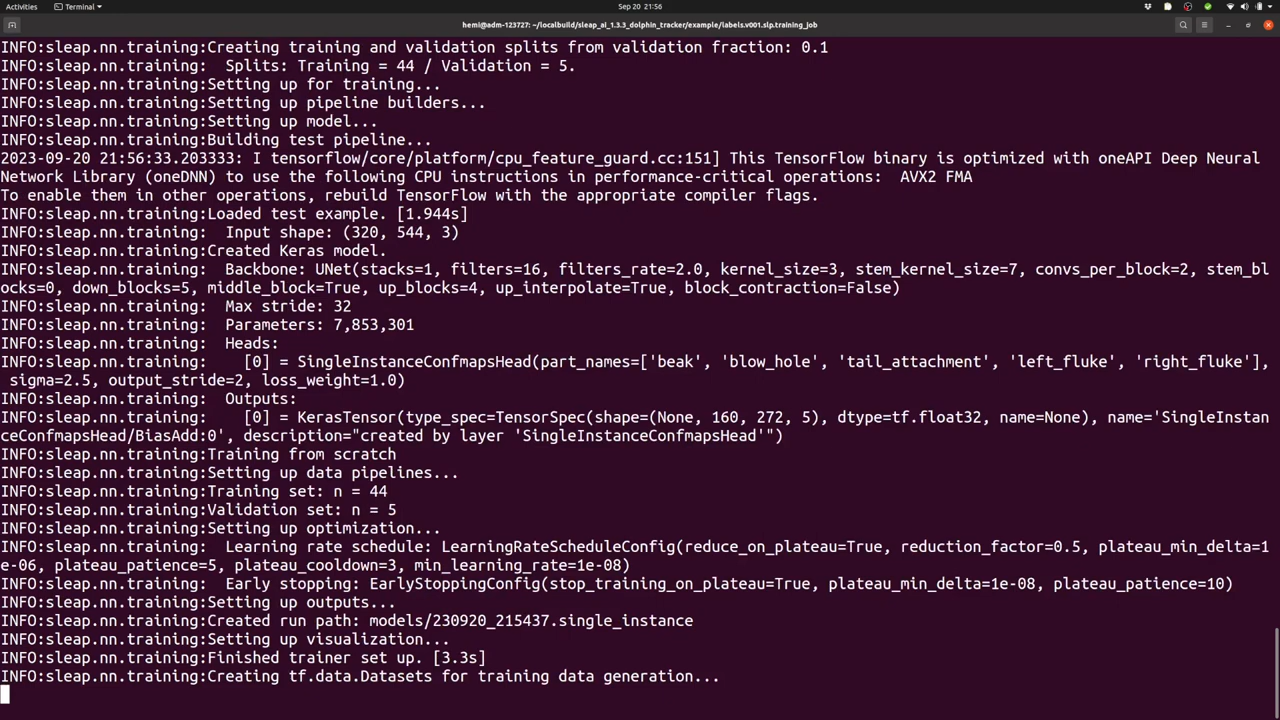 Activities Terminal Sep 20 21:56
hemi@adm-123727: ~/localbuild/sleap_ai_1.3.3_dolphin_tracker/example/labels.v001.slp.training_job
INFO:sleap.nn.training:Creating training and validation splits from validation fraction: 0.1
INFO:sleap.nn.training:  Splits: Training = 44 / Validation = 5.
INFO:sleap.nn.training:Setting up for training...
INFO:sleap.nn.training:Setting up pipeline builders...
INFO:sleap.nn.training:Setting up model...
INFO:sleap.nn.training:Building test pipeline...
2023-09-20 21:56:33.203333: I tensorflow/core/platform/cpu_feature_guard.cc:151] This TensorFlow binary is optimized with oneAPI Deep Neural
Network Library (oneDNN) to use the following CPU instructions in performance-critical operations:  AVX2 FMA
To enable them in other operations, rebuild TensorFlow with the appropriate compiler flags.
INFO:sleap.nn.training:Loaded test example. [1.944s]
INFO:sleap.nn.training:  Input shape: (320, 544, 3)
INFO:sleap.nn.training:Created Keras model.
INFO:sleap.nn.training:  Backbone: UNet(stacks=1, filters=16, filters_rate=2.0, kernel_size=3, stem_kernel_size=7, convs_per_block=2, stem_bl
ocks=0, down_blocks=5, middle_block=True, up_blocks=4, up_interpolate=True, block_contraction=False)
INFO:sleap.nn.training:  Max stride: 32
INFO:sleap.nn.training:  Parameters: 7,853,301
INFO:sleap.nn.training:  Heads:
INFO:sleap.nn.training:    [0] = SingleInstanceConfmapsHead(part_names=['beak', 'blow_hole', 'tail_attachment', 'left_fluke', 'right_fluke'],
 sigma=2.5, output_stride=2, loss_weight=1.0)
INFO:sleap.nn.training:  Outputs:
INFO:sleap.nn.training:    [0] = KerasTensor(type_spec=TensorSpec(shape=(None, 160, 272, 5), dtype=tf.float32, name=None), name='SingleInstan
ceConfmapsHead/BiasAdd:0', description="created by layer 'SingleInstanceConfmapsHead'")
INFO:sleap.nn.training:Training from scratch
INFO:sleap.nn.training:Setting up data pipelines...
INFO:sleap.nn.training:Training set: n = 44
INFO:sleap.nn.training:Validation set: n = 5
INFO:sleap.nn.training:Setting up optimization...
INFO:sleap.nn.training:  Learning rate schedule: LearningRateScheduleConfig(reduce_on_plateau=True, reduction_factor=0.5, plateau_min_delta=1
e-06, plateau_patience=5, plateau_cooldown=3, min_learning_rate=1e-08)
INFO:sleap.nn.training:  Early stopping: EarlyStoppingConfig(stop_training_on_plateau=True, plateau_min_delta=1e-08, plateau_patience=10)
INFO:sleap.nn.training:Setting up outputs...
INFO:sleap.nn.training:Created run path: models/230920_215437.single_instance
INFO:sleap.nn.training:Setting up visualization...
INFO:sleap.nn.training:Finished trainer set up. [3.3s]
INFO:sleap.nn.training:Creating tf.data.Datasets for training data generation...